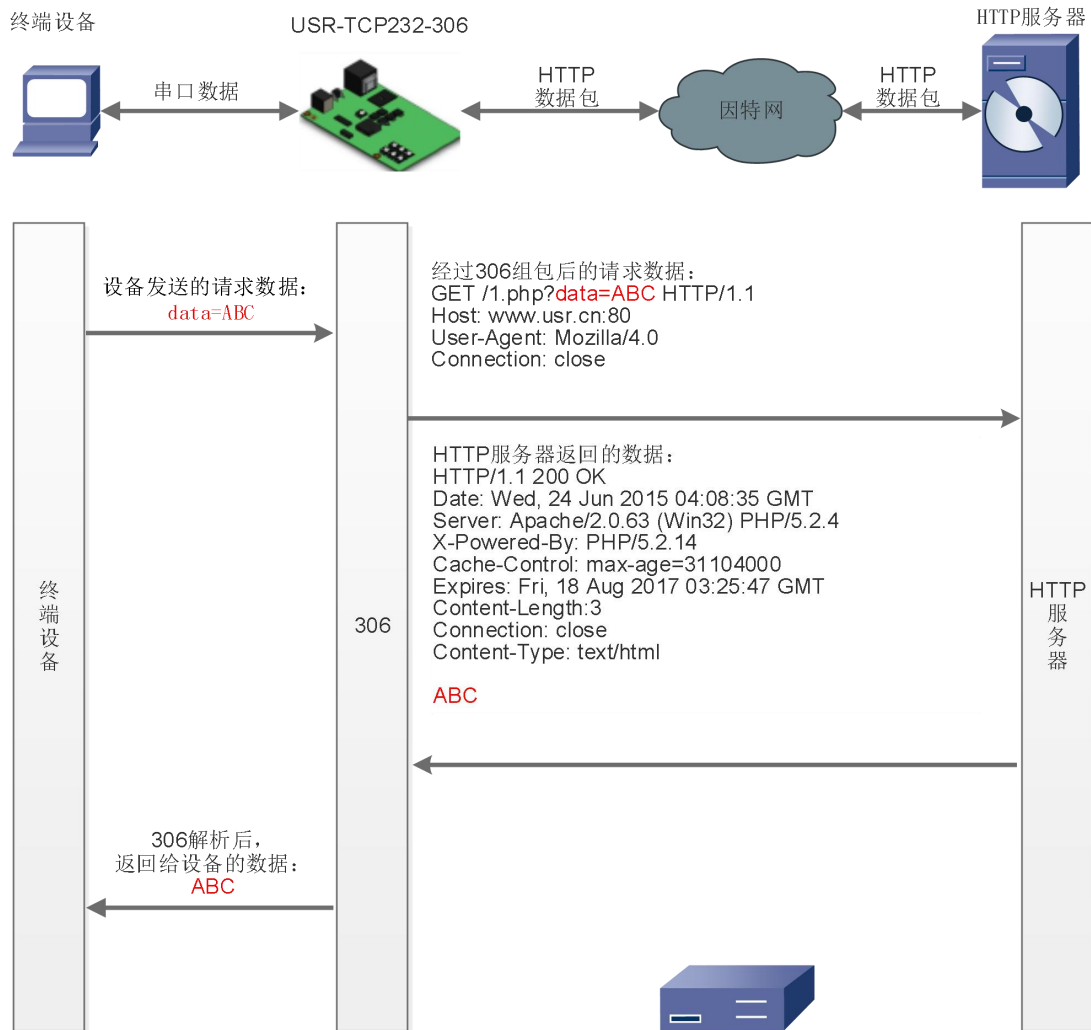 终端设备
USR-TCP232-306
HTTP服务器
串口数据
HTTP
数据包
因特网
HTTP
数据包
设备发送的请求数据：
data=ABC
经过306组包后的请求数据：
GET /1.php?data=ABC HTTP/1.1
Host: www.usr.cn:80
User-Agent: Mozilla/4.0
Connection: close
HTTP服务器返回的数据：
HTTP/1.1 200 OK
Date: Wed, 24 Jun 2015 04:08:35 GMT
Server: Apache/2.0.63 (Win32) PHP/5.2.4
X-Powered-By: PHP/5.2.14
Cache-Control: max-age=31104000
Expires: Fri, 18 Aug 2017 03:25:47 GMT
Content-Length:3
Connection: close
Content-Type: text/html
ABC
终端设备
306
HTTP
服务器
306解析后，
返回给设备的数据：
ABC